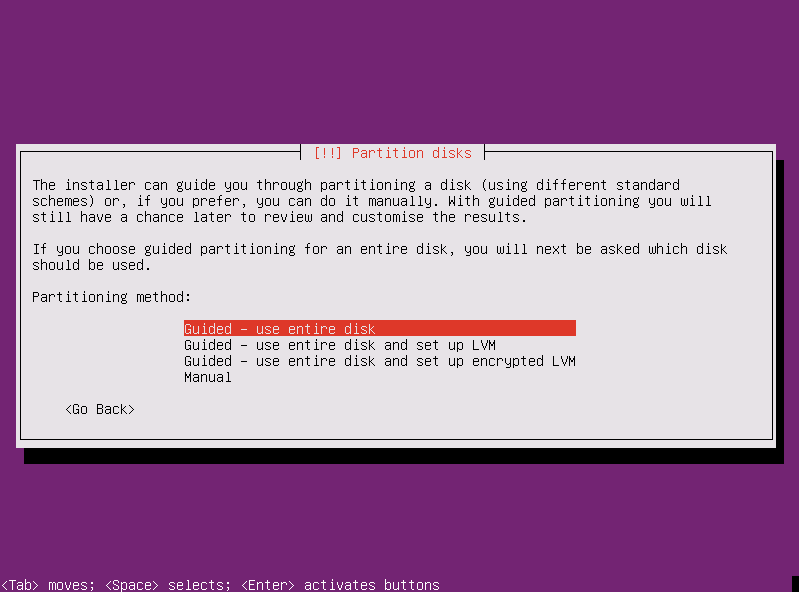 [!!] Partition disks
The installer can guide you through partitioning a disk (using different standard
schemes) or, if you prefer, you can do it manually. With guided partitioning you will
still have a chance later to review and customise the results.
If you choose guided partitioning for an entire disk, you will next be asked which disk
should be used.
Partitioning method:
Guided - use entire disk
Guided - use entire disk and set up LVM
Guided - use entire disk and set up encrypted LVM
Manual
<Go Back>
<Tab> moves; <Space> selects; <Enter> activates buttons